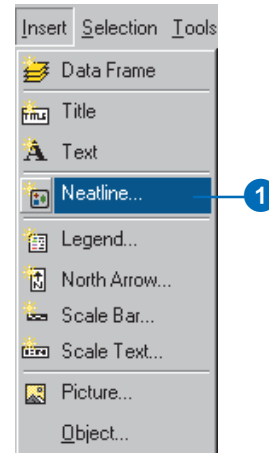 Insert Selection Tools
Data Frame
Title
Text
Neatline...
1
Legend...
North Arrow...
Scale Bar...
Scale Text...
Picture...
Object...